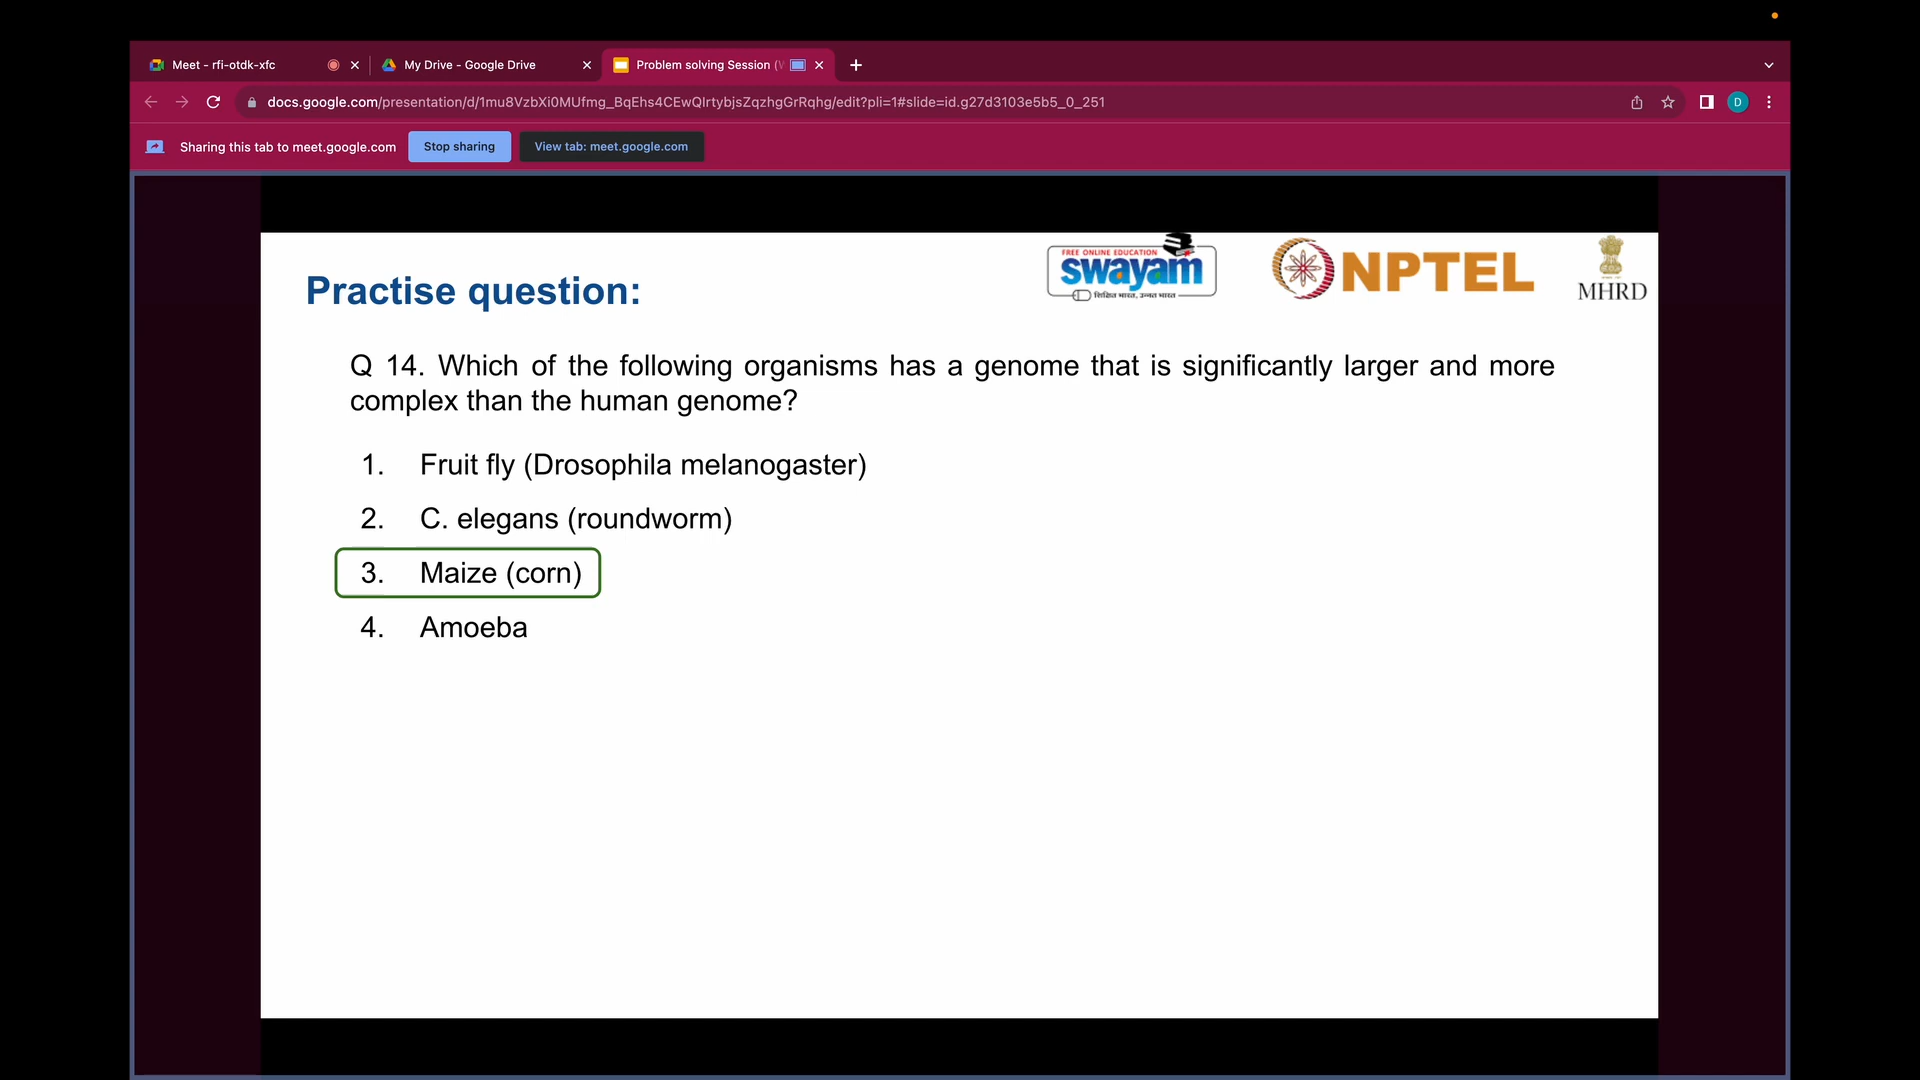 Meet - rfi-otdk-xfc
My Drive - Google Drive
Problem solving Session
docs.google.com/presentation/d/1mu8VzbXi0MUfmg_BqEhs4CEwQIrtybjsZqzhgGrRqhg/edit?pli=1#slide=id.g27d3103e5b5_0_251
D
Sharing this tab to meet.google.com
Stop sharing
View tab: meet.google.com
FREE ONLINE EDUCATION
swayam
शिक्षित भारत, उन्नत भारत
NPTEL
MHRD
Practise question:
Q 14. Which of the following organisms has a genome that is significantly larger and more
complex than the human genome?
1. Fruit fly (Drosophila melanogaster)
2. C. elegans (roundworm)
3. Maize (corn)
4. Amoeba